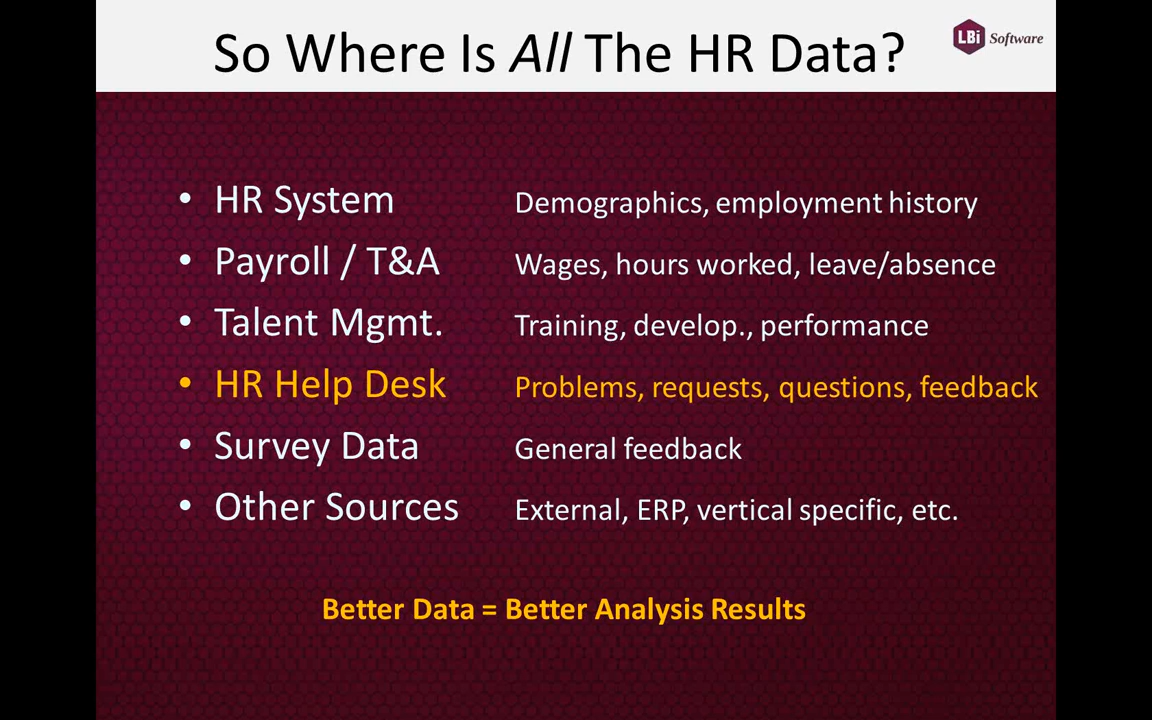 So Where Is All The HR Data?
LBi Software
• HR System Demographics, employment history
• Payroll / T&A Wages, hours worked, leave/absence
• Talent Mgmt. Training, develop., performance
• HR Help Desk Problems, requests, questions, feedback
• Survey Data General feedback
• Other Sources External, ERP, vertical specific, etc.
Better Data = Better Analysis Results